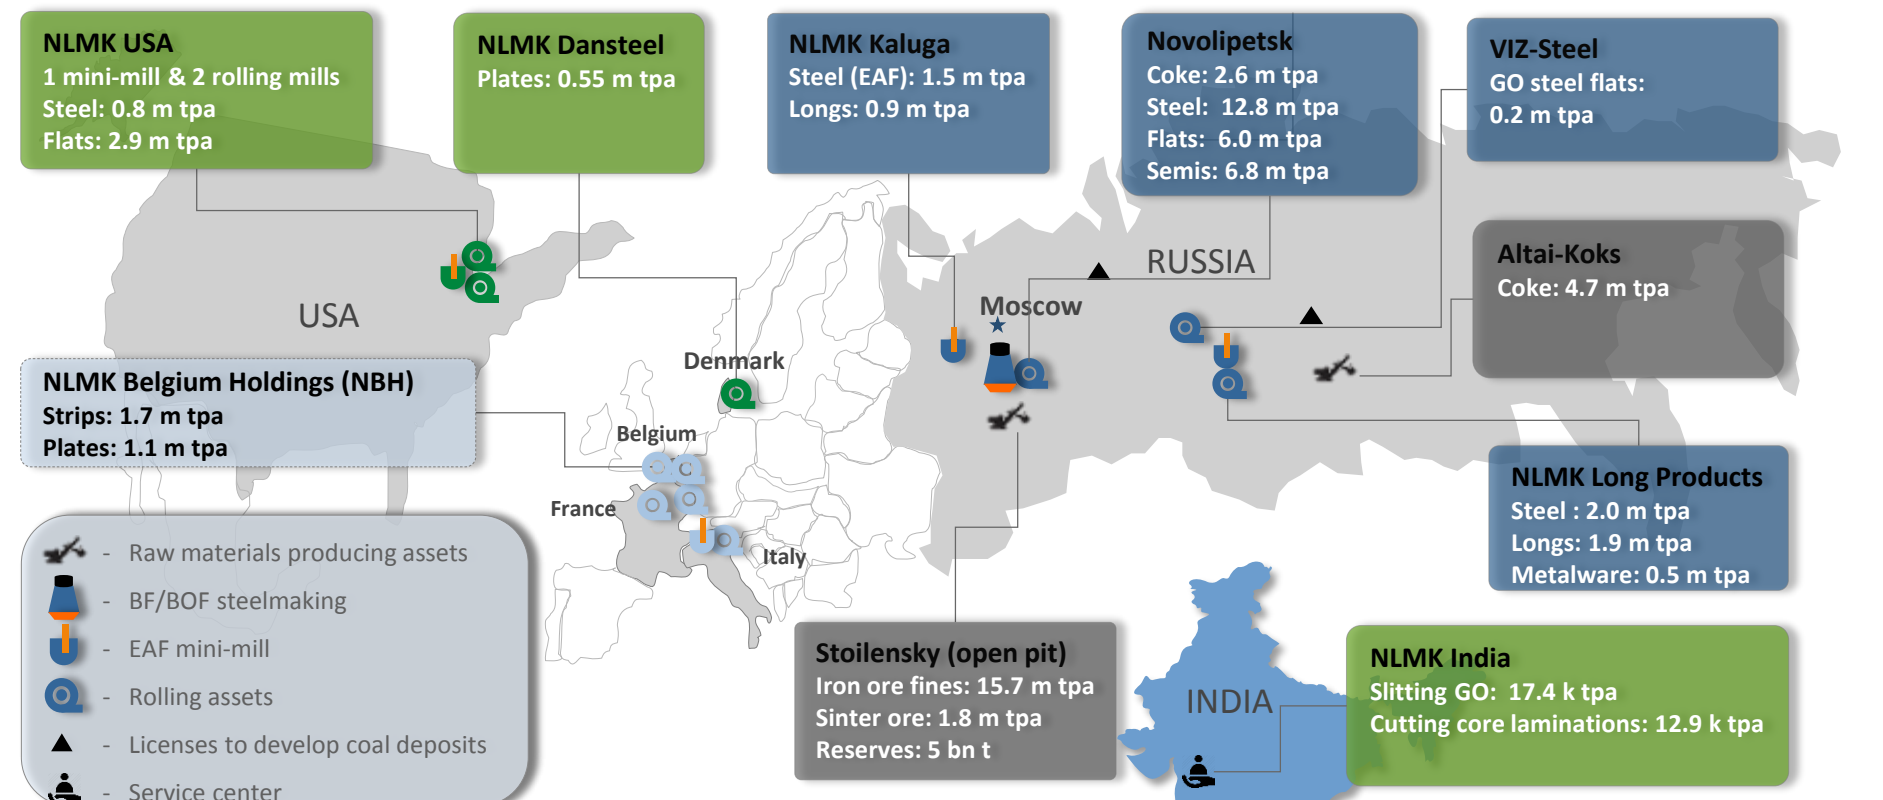 NLMK USA
1 mini-mill & 2 rolling mills
Steel: 0.8 m tpa
Flats: 2.9 m tpa
NLMK Dansteel
Plates: 0.55 m tpa
NLMK Kaluga
Steel (EAF): 1.5 m tpa
Longs: 0.9 m tpa
Novolipetsk
Coke: 2.6 m tpa
Steel:  12.8 m tpa
Flats:  6.0 m tpa
Semis: 6.8 m tpa
VIZ-Steel
GO steel flats:
0.2 m tpa
Altai-Koks
Coke: 4.7 m tpa
RUSSIA
Moscow
USA
Denmark
NLMK Belgium Holdings (NBH)
Strips: 1.7 m tpa
Plates: 1.1 m tpa
Belgium
France
Italy
NLMK Long Products
Steel : 2.0 m tpa
Longs: 1.9 m tpa
Metalware: 0.5 m tpa
- Raw materials producing assets
- BF/BOF steelmaking
- EAF mini-mill
- Rolling assets
- Licenses to develop coal deposits
- Service center
Stoilensky (open pit)
Iron ore fines: 15.7 m tpa
Sinter ore: 1.8 m tpa
Reserves: 5 bn t
INDIA
NLMK India
Slitting GO:  17.4 k tpa
Cutting core laminations: 12.9 k tpa